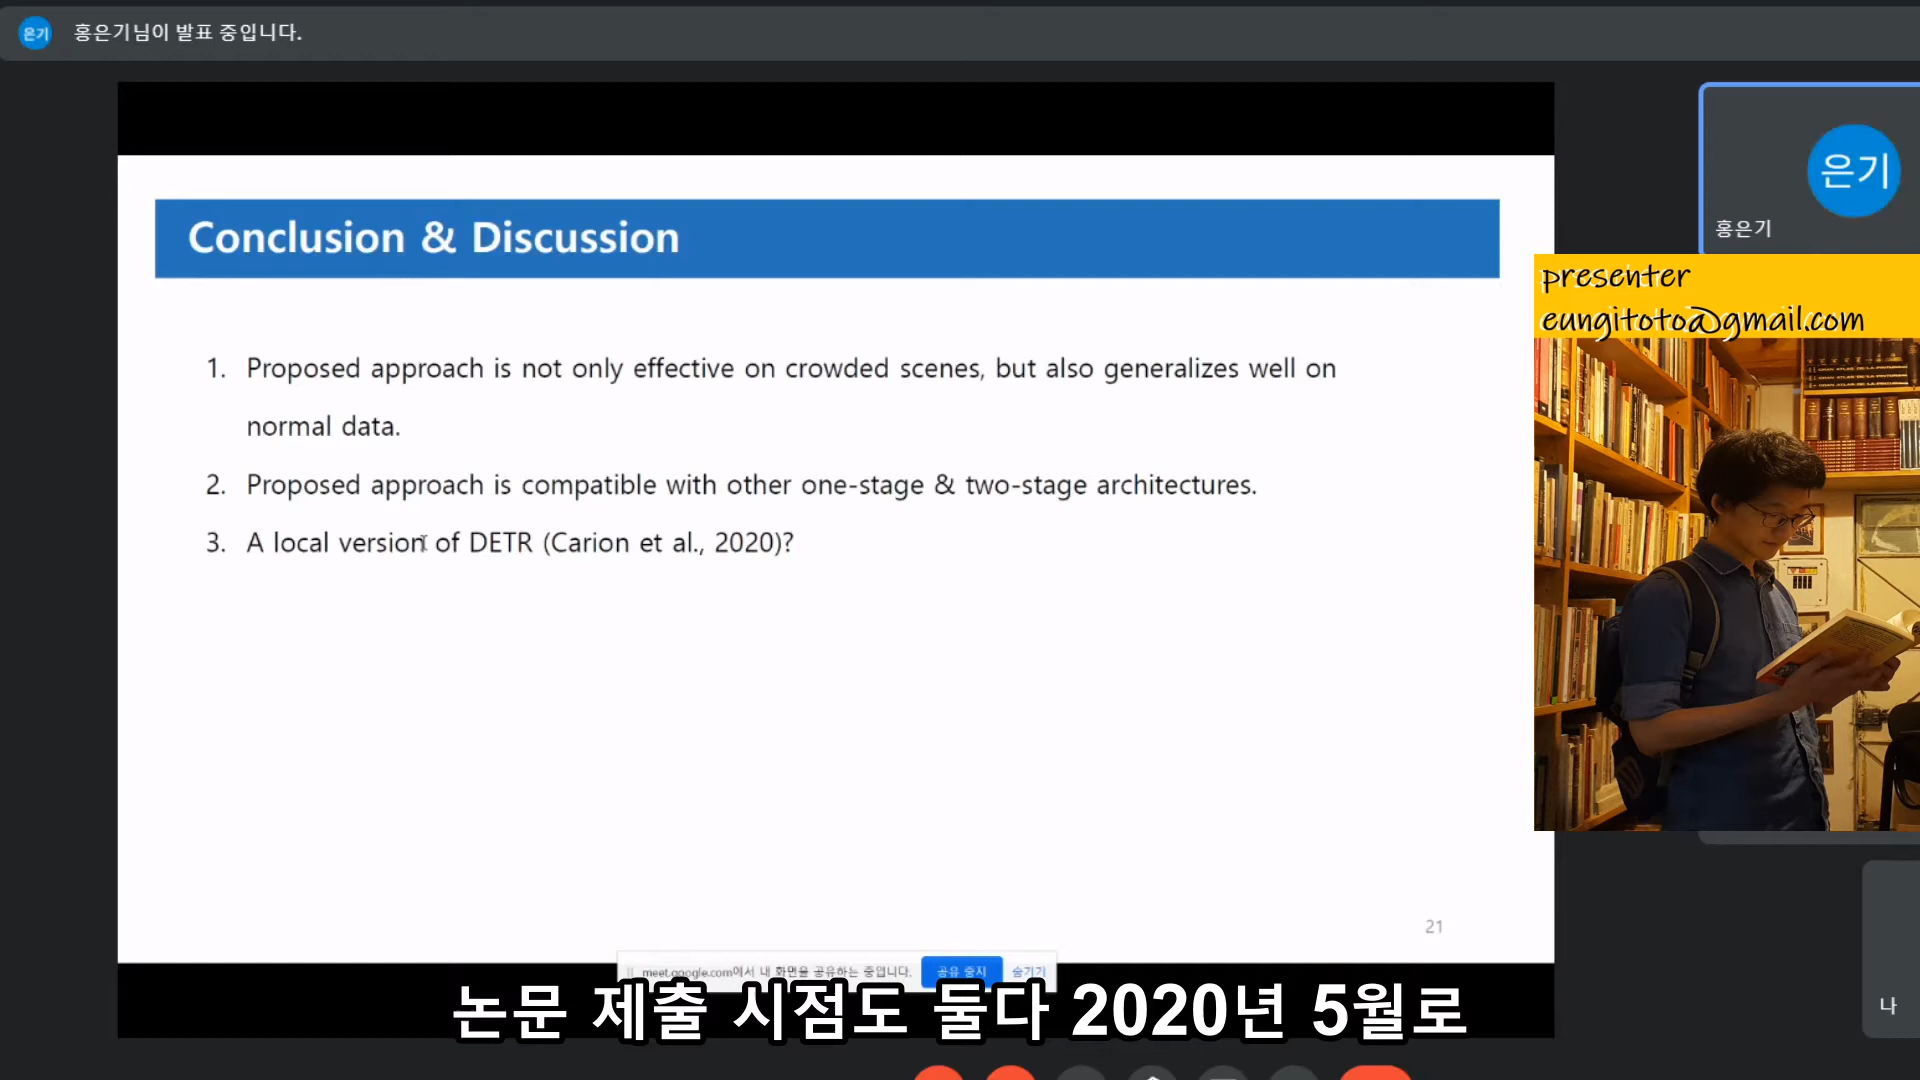 은기 홍은기님이 발표 중입니다.
은기
홍은기
presenter
eungitoto@gmail.com
Conclusion & Discussion
1. Proposed approach is not only effective on crowded scenes, but also generalizes well on
normal data.
2. Proposed approach is compatible with other one-stage & two-stage architectures.
3. A local version of DETR (Carion et al., 2020)?
21
meet.google.com에서 내 화면을 공유하는 중입니다. 공유 중지 숨기기
논문 제출 시점도 둘다 2020년 5월로
나